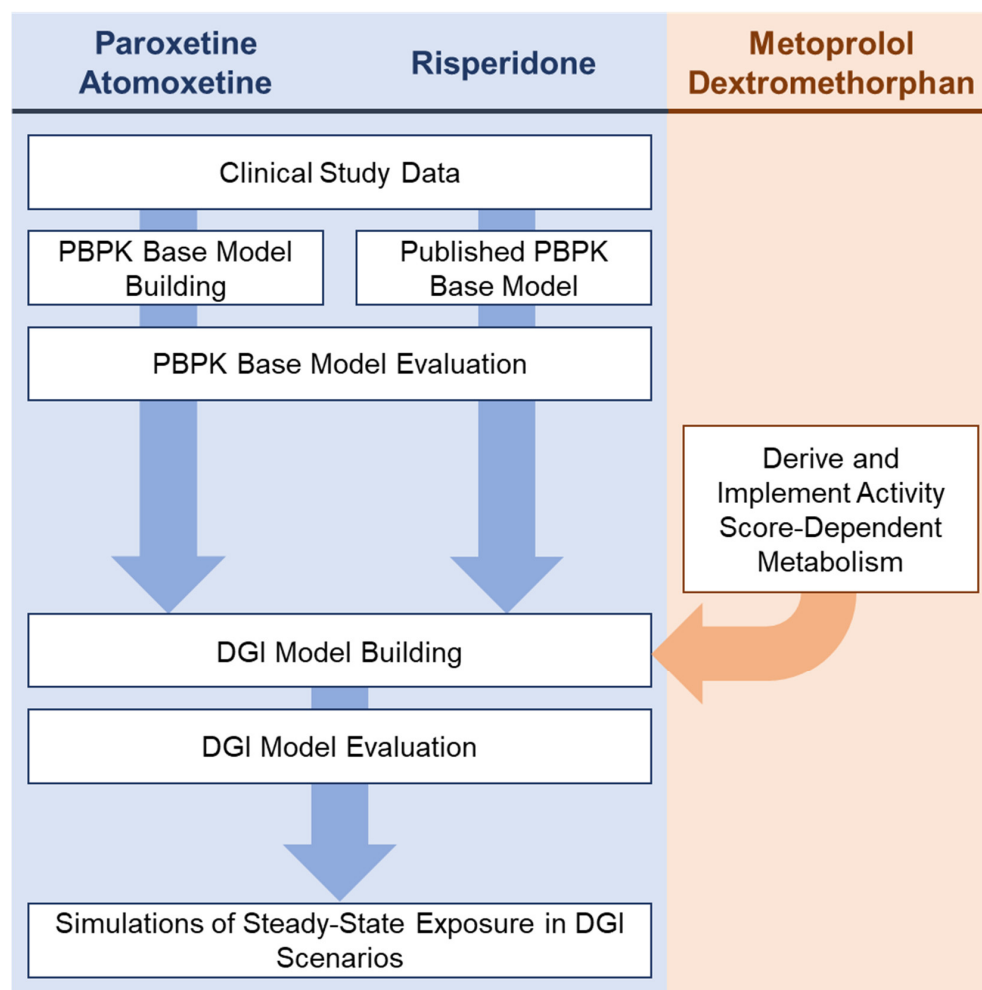 Paroxetine
Atomoxetine
Risperidone
Metoprolol
Dextromethorphan
Clinical Study Data
PBPK Base Model
Building
Published PBPK
Base Model
PBPK Base Model Evaluation
Derive and
Implement Activity
Score-Dependent
Metabolism
DGI Model Building
DGI Model Evaluation
Simulations of Steady-State Exposure in DGI
Scenarios